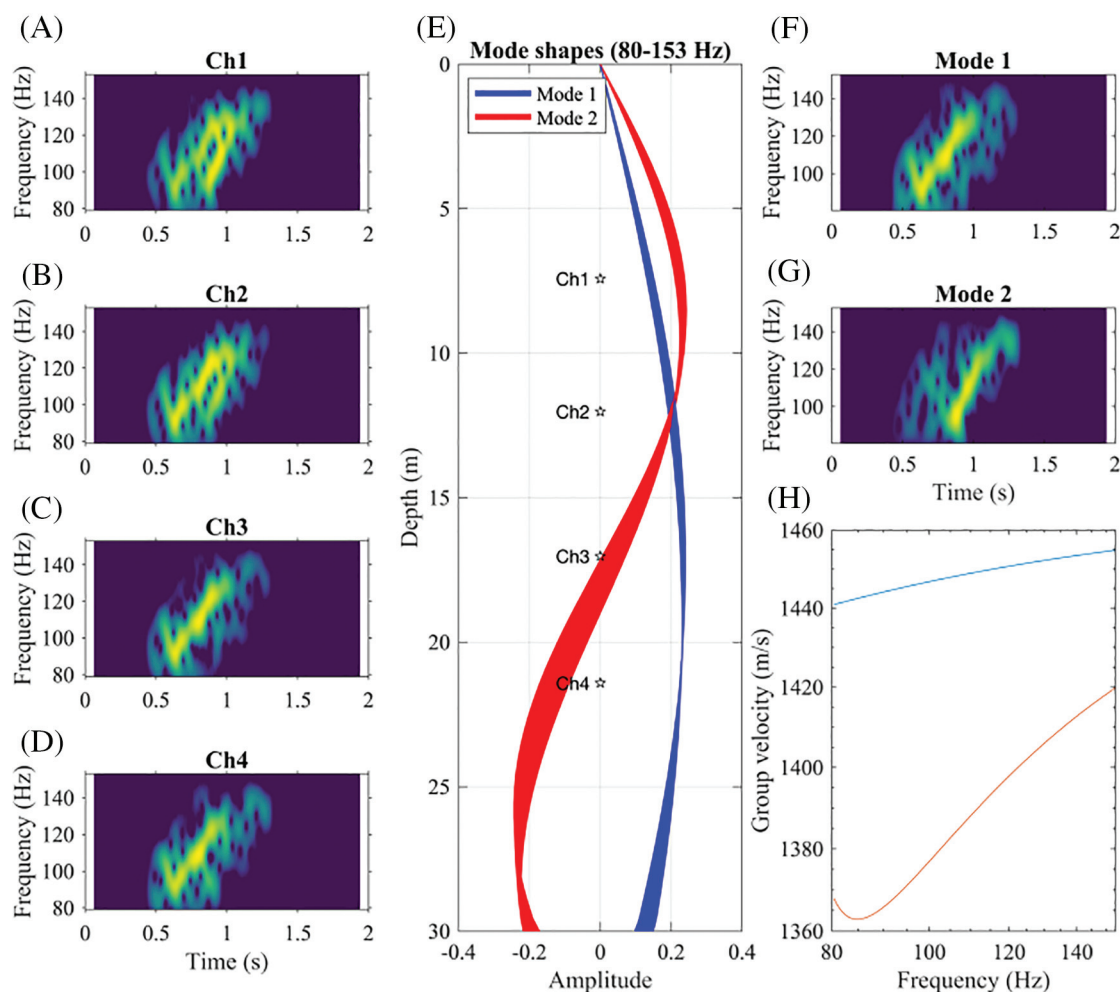 (A)
Ch1
Frequency (Hz)
140
120
100
80
0 0.5 1 1.5 2
(B)
Ch2
Frequency (Hz)
140
120
100
80
0 0.5 1 1.5 2
(C)
Ch3
Frequency (Hz)
140
120
100
80
0 0.5 1 1.5 2
(D)
Ch4
Frequency (Hz)
140
120
100
80
0 0.5 1 1.5 2
Time (s)
(E)
Mode shapes (80-153 Hz)
Mode 1
Mode 2
Ch1
Ch2
Ch3
Ch4
Depth (m)
0
5
10
15
20
25
30
-0.4 -0.2 0 0.2 0.4
Amplitude
(F)
Mode 1
Frequency (Hz)
140
120
100
80
0 0.5 1 1.5 2
(G)
Mode 2
Frequency (Hz)
140
120
100
80
0 0.5 1 1.5 2
Time (s)
(H)
Group velocity (m/s)
1460
1440
1420
1400
1380
1360
80 100 120 140
Frequency (Hz)